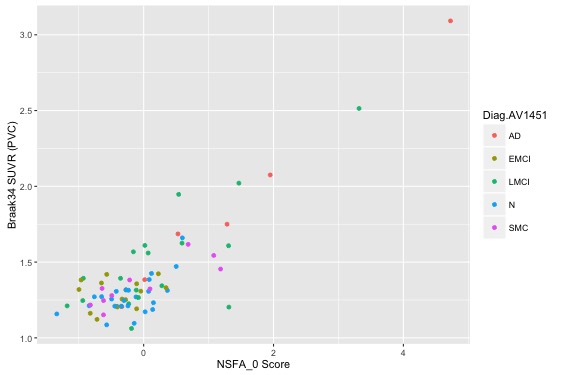 3.0
2.5
2.0
1.5
1.0
Braak34 SUVR (PVC)
0
2
4
NSFA_0 Score
Diag.AV1451
AD
EMCI
LMCI
N
SMC